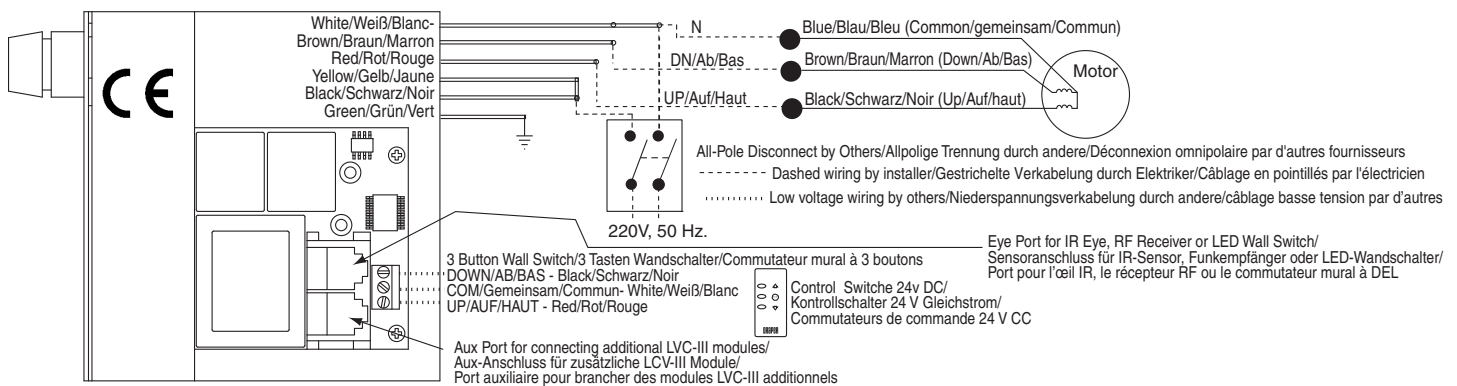 White/Weiß/Blanc-
Brown/Braun/Marron
Red/Rot/Rouge
Yellow/Gelb/Jaune
Black/Schwarz/Noir
Green/Grün/Vert
CE
N
DN/Ab/Bas
UP/Auf/Haut
Blue/Blau/Bleu (Common/gemeinsam/Commun)
Brown/Braun/Marron (Down/Ab/Bas)
Black/Schwarz/Noir (Up/Auf/haut)
Motor
All-Pole Disconnect by Others/Allpolige Trennung durch andere/Déconnexion omnipolaire par d'autres fournisseurs
Dashed wiring by installer/Gestrichelte Verkabelung durch Elektriker/Câblage en pointillés par l'électricien
Low voltage wiring by others/Niederspannungsverkabelung durch andere/câblage basse tension par d'autres
220V, 50 Hz.
Eye Port for IR Eye, RF Receiver or LED Wall Switch/
Sensoranschluss für IR-Sensor, Funkempfänger oder LED-Wandschalter/
Port pour l'œil IR, le récepteur RF ou le commutateur mural à DEL
3 Button Wall Switch/3 Tasten Wandschalter/Commutateur mural à 3 boutons
DOWN/AB/BAS - Black/Schwarz/Noir
COM/Gemeinsam/Commun- White/Weiß/Blanc
UP/AUF/HAUT - Red/Rot/Rouge
DRAPER
Control Switche 24v DC/
Kontrollschalter 24 V Gleichstrom/
Commutateurs de commande 24 V CC
Aux Port for connecting additional LVC-III modules/
Aux-Anschluss für zusätzliche LCV-III Module/
Port auxiliaire pour brancher des modules LVC-III additionnels